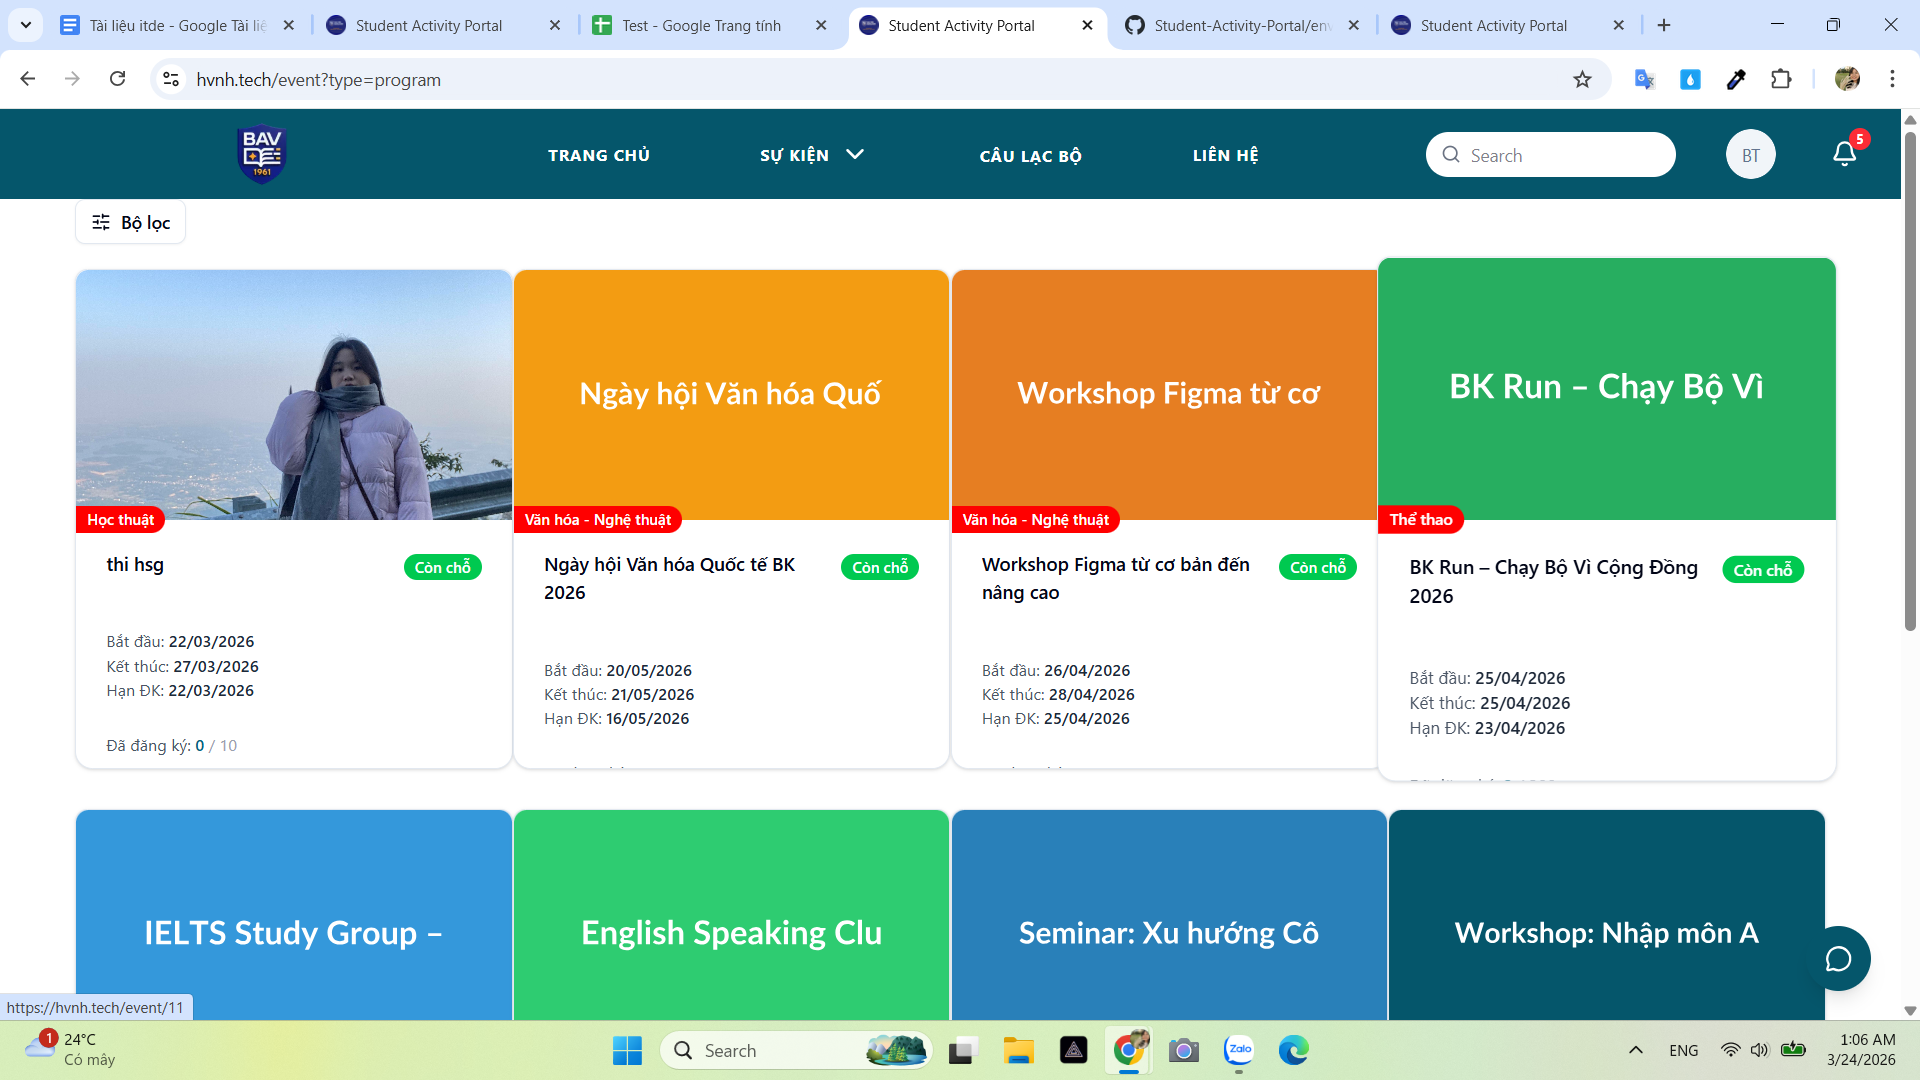 Tài liệu itde - Google Tài liệ
Student Activity Portal
Test - Google Trang tính
Student Activity Portal
Student-Activity-Portal/env
Student Activity Portal
hvnh.tech/event?type=program
BAV
1961
TRANG CHỦ
SỰ KIỆN
CÂU LẠC BỘ
LIÊN HỆ
Search
BT
5
Bộ lọc
Ngày hội Văn hóa Quố
Workshop Figma từ cơ
BK Run – Chạy Bộ Vì
Học thuật
Văn hóa - Nghệ thuật
Văn hóa - Nghệ thuật
Thể thao
thi hsg
Còn chỗ
Bắt đầu: 22/03/2026
Kết thúc: 27/03/2026
Hạn ĐK: 22/03/2026
Đã đăng ký: 0 / 10
Ngày hội Văn hóa Quốc tế BK
2026
Còn chỗ
Bắt đầu: 20/05/2026
Kết thúc: 21/05/2026
Hạn ĐK: 16/05/2026
Workshop Figma từ cơ bản đến
nâng cao
Còn chỗ
Bắt đầu: 26/04/2026
Kết thúc: 28/04/2026
Hạn ĐK: 25/04/2026
BK Run – Chạy Bộ Vì Cộng Đồng
2026
Còn chỗ
Bắt đầu: 25/04/2026
Kết thúc: 25/04/2026
Hạn ĐK: 23/04/2026
IELTS Study Group –
English Speaking Clu
Seminar: Xu hướng Cô
Workshop: Nhập môn A
https://hvnh.tech/event/11
1
24°C
Có mây
Search
Zalo
ENG
1:06 AM
3/24/2026